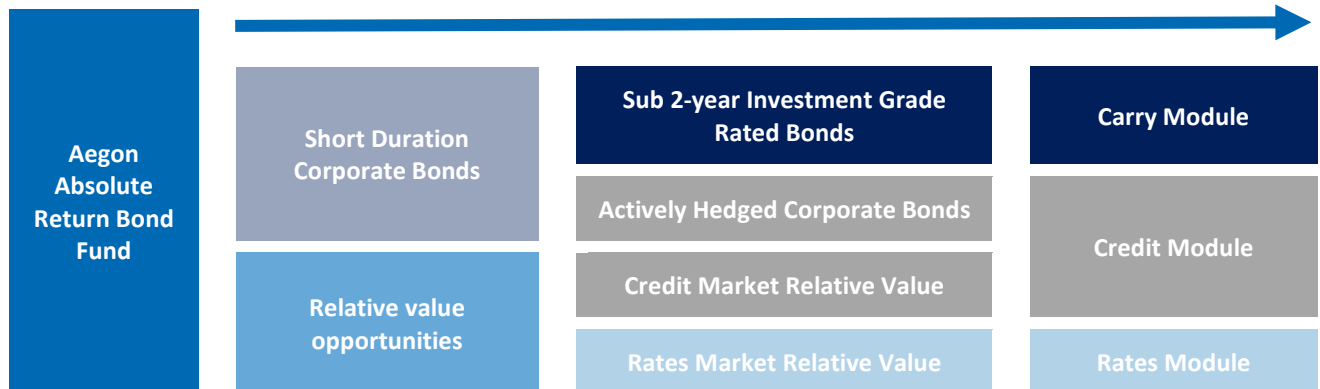 Aegon
Absolute
Return Bond
Fund
Short Duration
Corporate Bonds
Relative value
opportunities
Sub 2-year Investment Grade
Rated Bonds
Actively Hedged Corporate Bonds
Credit Market Relative Value
Rates Market Relative Value
Carry Module
Credit Module
Rates Module